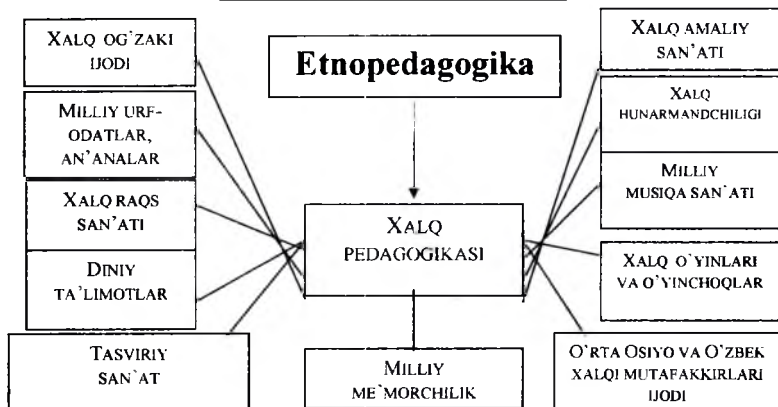 Etnopedagogika
XALQ OG`ZAKI
IJODI
MILLIY URF-
ODATLAR,
AN'ANALAR
XALQ RAQS
SAN'ATI
DINIY
TA'LIMOTLAR
TASVIRIY
SAN'AT
XALQ
PEDAGOGIKASI
MILLIY
ME`MORCHILIK
XALQ AMALIY
SAN'ATI
XALQ
HUNARMANDCHILIGI
MILLIY
MUSIQA SAN`ATI
XALQ O`YINLARI
VA O`YINCHOQLAR
O`RTA OSIYO VA O`ZBEK
XALQI MUTAFAKKIRLARI
IJODI